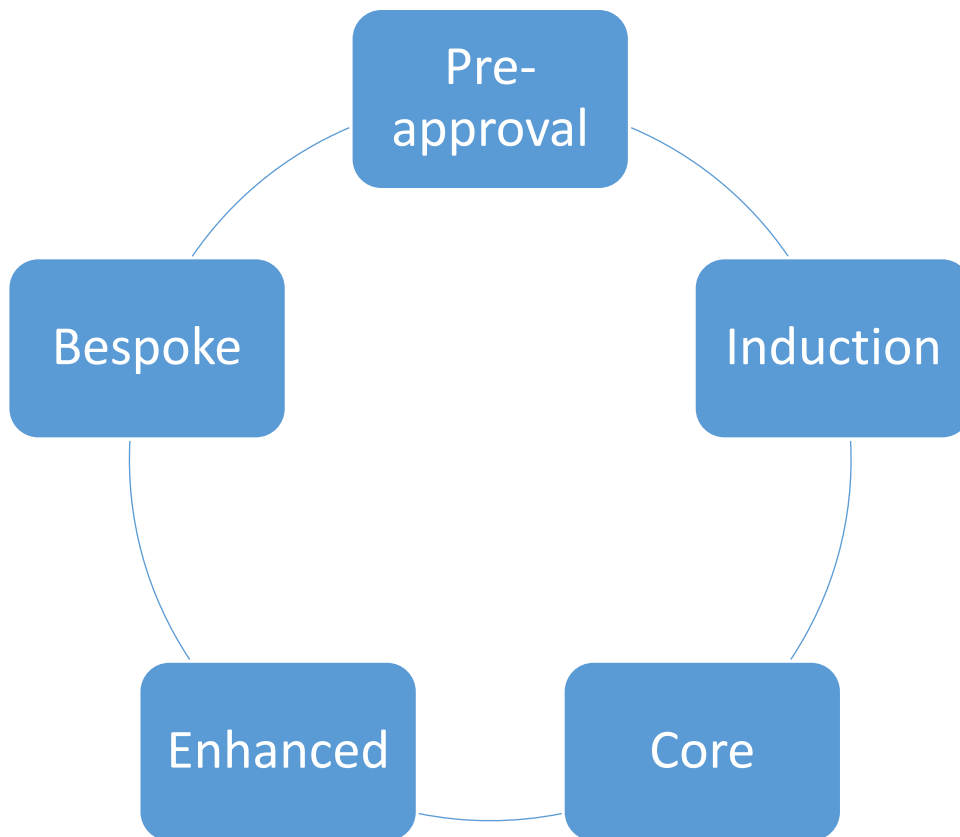 Pre-
approval
Induction
Core
Enhanced
Bespoke